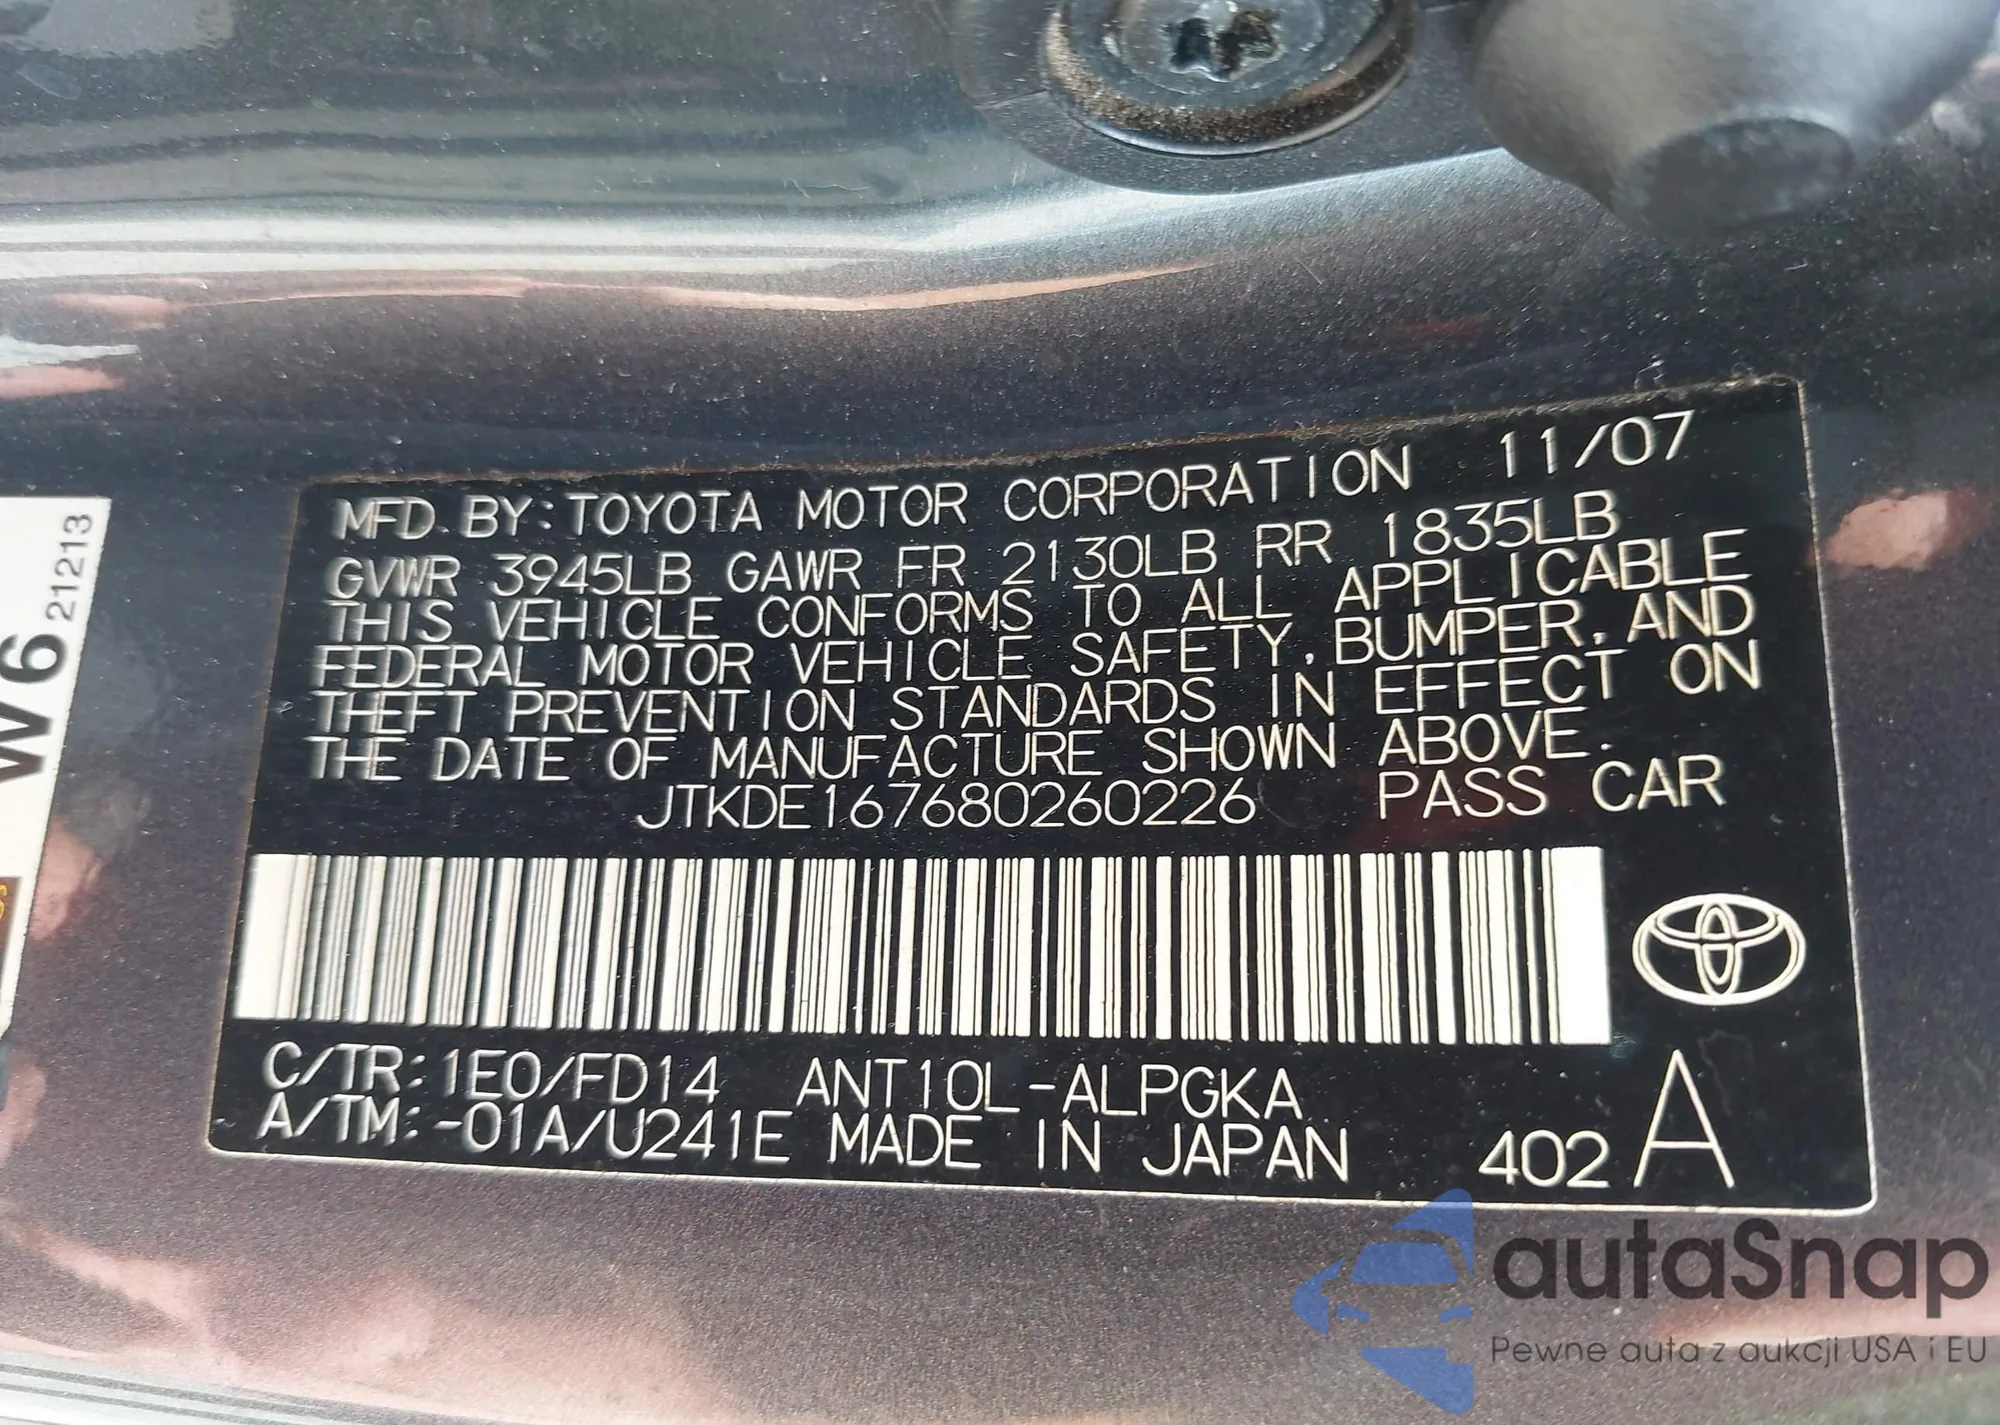 W6 21213
MFD. BY: TOYOTA MOTOR CORPORATION 11/07
GVWR 3945LB GAWR FR 2130LB RR 1835LB
THIS VEHICLE CONFORMS TO ALL APPLICABLE
FEDERAL MOTOR VEHICLE SAFETY, BUMPER, AND
THEFT PREVENTION STANDARDS IN EFFECT ON
THE DATE OF MANUFACTURE SHOWN ABOVE.
JTKDE167680260226 PASS CAR
C/TR: 1E0/FD14 ANT10L-ALPGKA
A/TM: -01A/U241E MADE IN JAPAN 402 A
autaSnap
Pewne auta z aukcji USA i EU